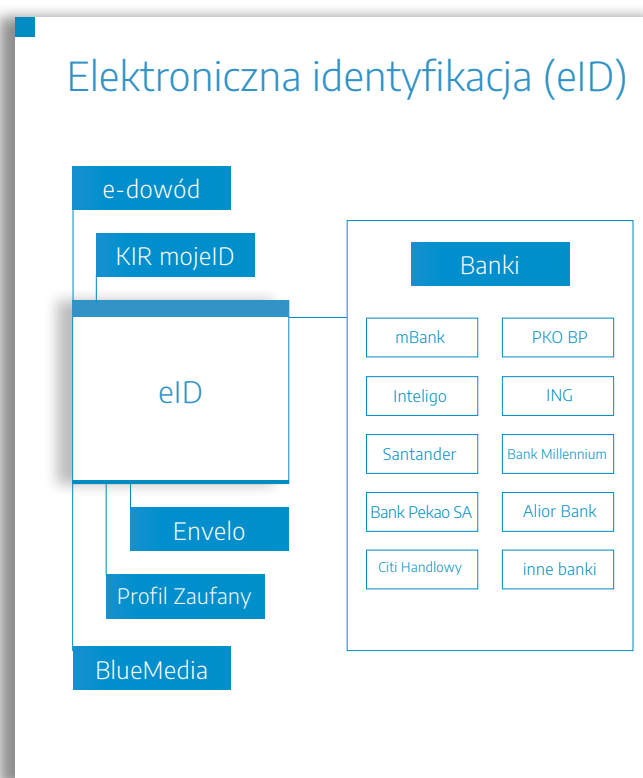 Elektroniczna identyfikacja (eID)
e-dowód
KIR mojeID
eID
Envelo
Profil Zaufany
BlueMedia
Banki
mBank
PKO BP
Inteligo
ING
Santander
Bank Millennium
Bank Pekao SA
Alior Bank
Citi Handlowy
inne banki